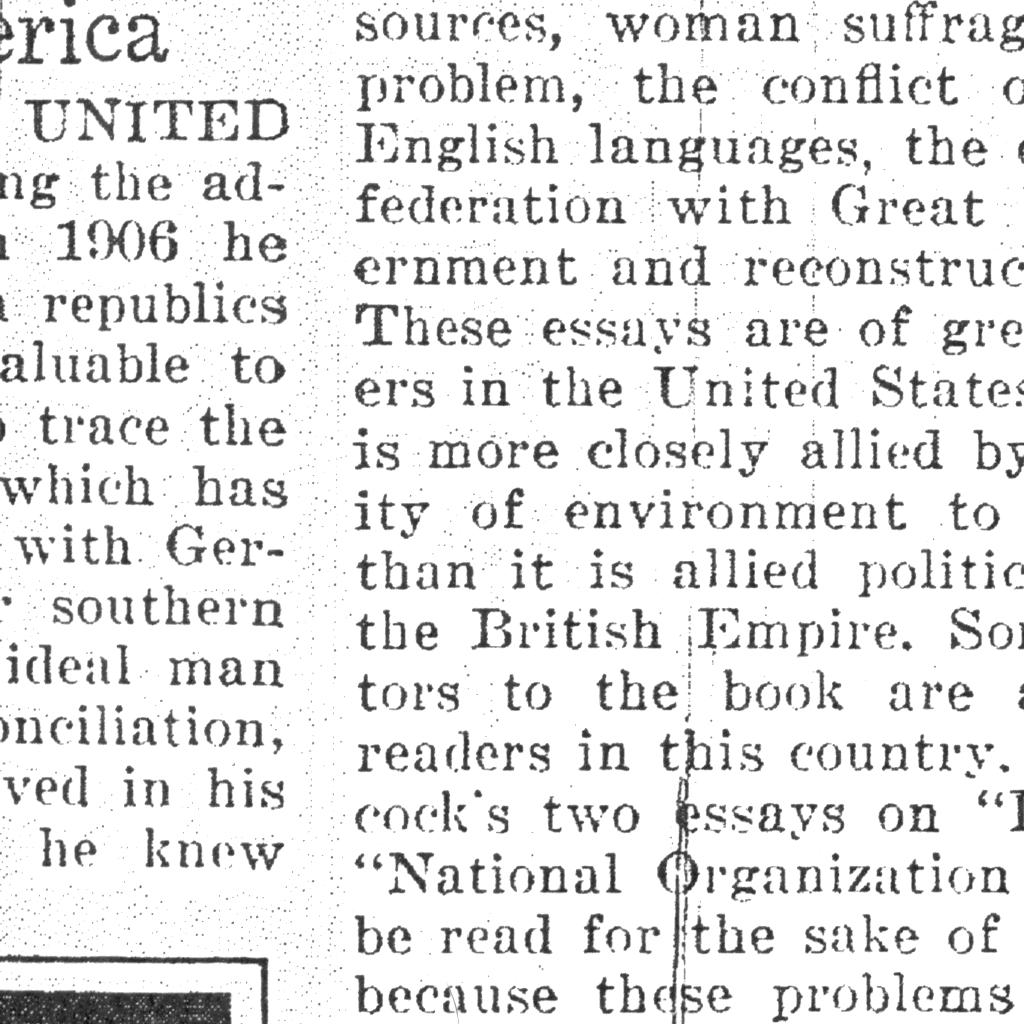 erica
UNITED
ng the ad-
1906 he
republics
aluable to
trace the
which has
with Ger-
southern
ideal man
onciliation,
ved in his
he knew
sources, woman suffrag
problem, the conflict
English languages, the
federation with Great
ernment and reconstruc
These essays are of gre
ers in the United States
is more closely allied by
ity of environment to
than it is allied politic
the British Empire. Som
tors to the book are a
readers in this country.
cock's two essays on "
"National Organization
be read for the sake of
because these problems